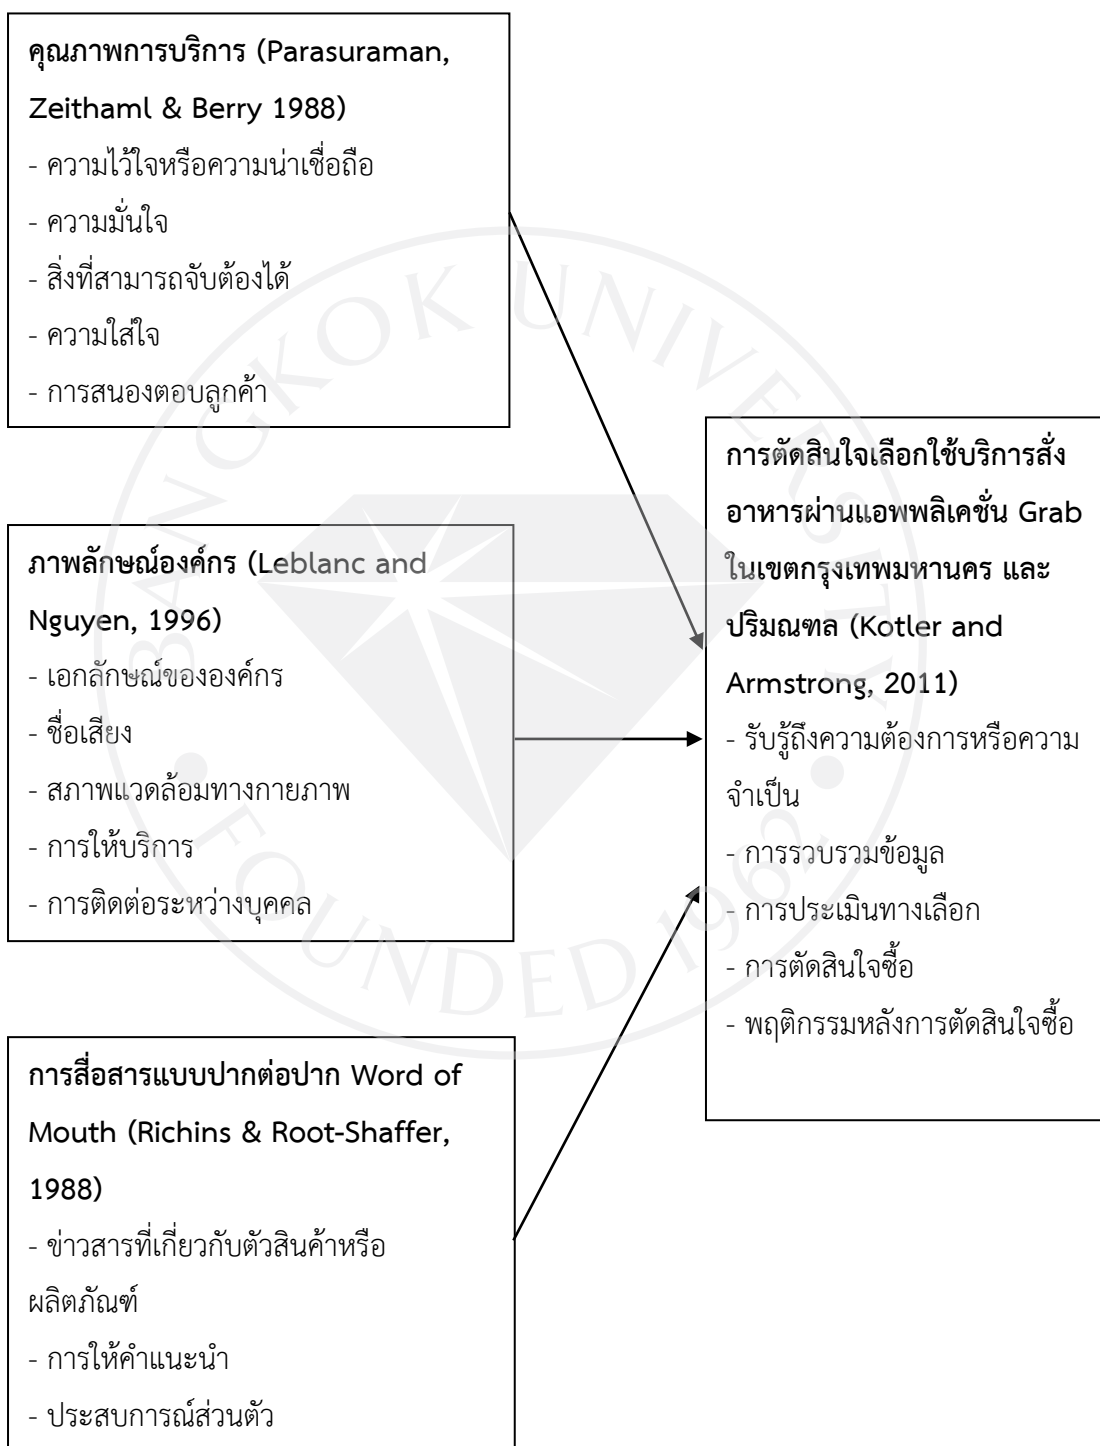 คุณภาพการบริการ (Parasuraman,
Zeithaml & Berry 1988)
- ความไว้ใจหรือความน่าเชื่อถือ
- ความมั่นใจ
- สิ่งที่สามารถจับต้องได้
- ความใส่ใจ
- การสนองตอบลูกค้า
ภาพลักษณ์องค์กร (Leblanc and
Nguyen, 1996)
- เอกลักษณ์ขององค์กร
- ชื่อเสียง
- สภาพแวดล้อมทางกายภาพ
- การให้บริการ
- การติดต่อระหว่างบุคคล
การสื่อสารแบบปากต่อปาก Word of
Mouth (Richins & Root-Shaffer,
1988)
- ข่าวสารที่เกี่ยวกับตัวสินค้าหรือ
ผลิตภัณฑ์
- การให้คำแนะนำ
- ประสบการณ์ส่วนตัว
การตัดสินใจเลือกใช้บริการสั่ง
อาหารผ่านแอพพลิเคชั่น Grab
ในเขตกรุงเทพมหานคร และ
ปริมณฑล (Kotler and
Armstrong, 2011)
- รับรู้ถึงความต้องการหรือความ
จำเป็น
- การรวบรวมข้อมูล
- การประเมินทางเลือก
- การตัดสินใจซื้อ
- พฤติกรรมหลังการตัดสินใจซื้อ
BANGKOK UNIVERSITY
FOUNDED 1962